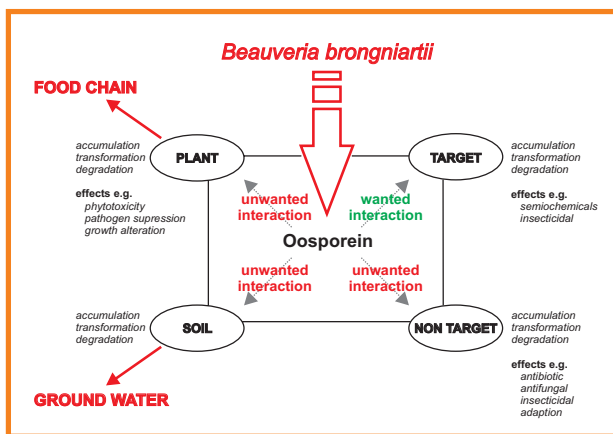 Beauveria brongniartii
FOOD CHAIN
accumulation
transformation
degradation
PLANT
effects e.g.
phytotoxicity
pathogen supression
growth alteration
TARGET
accumulation
transformation
degradation
effects e.g.
semiochemicals
insecticidal
unwanted
interaction
wanted
interaction
Oosporein
unwanted
interaction
unwanted
interaction
accumulation
transformation
degradation
SOIL
NON TARGET
accumulation
transformation
degradation
effects e.g.
antibiotic
antifungal
insecticidal
adaption
GROUND WATER